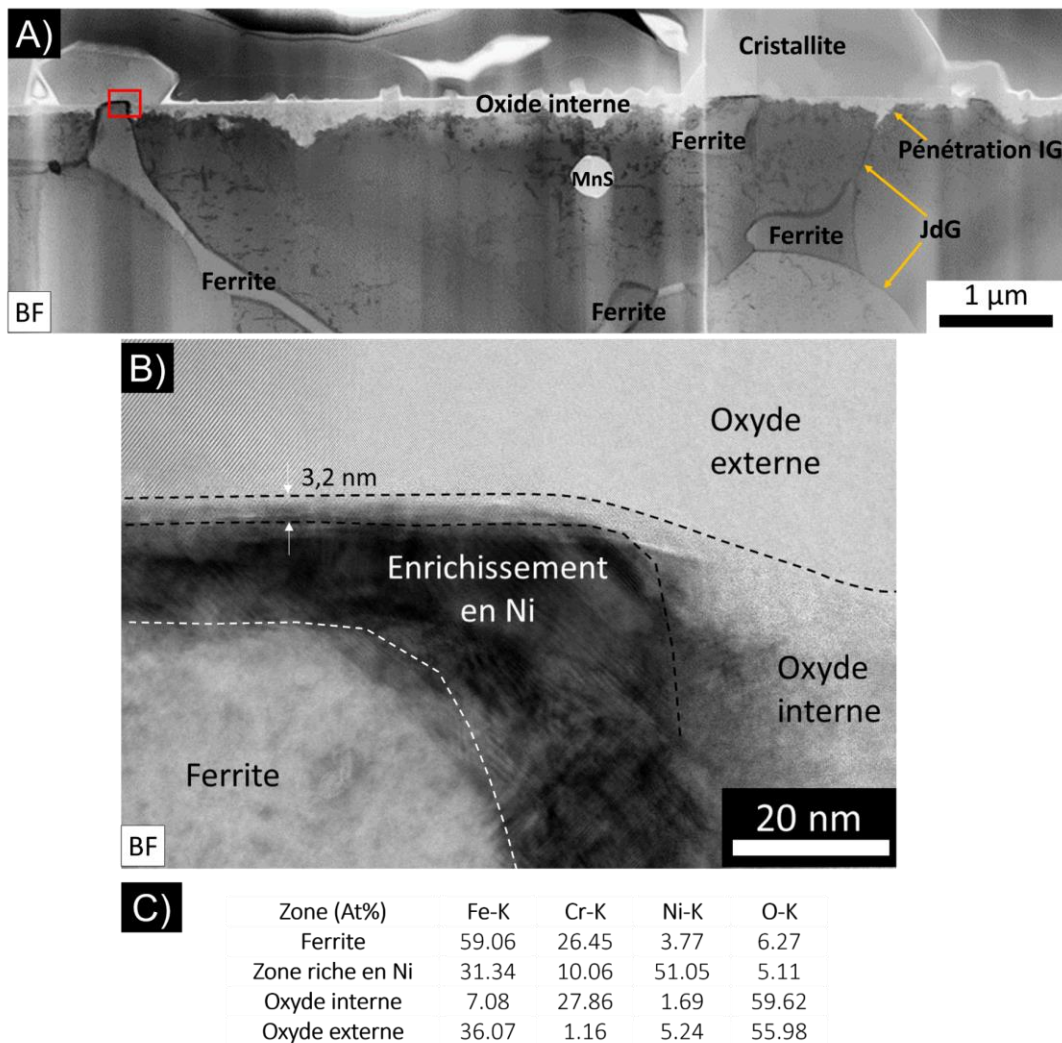 A)
Cristallite
Oxide interne
Ferrite
Pénétration IG
MnS
Ferrite
JdG
Ferrite
Ferrite
BF
1 µm
B)
Oxyde
externe
3,2 nm
Enrichissement
en Ni
Oxyde
interne
Ferrite
BF
20 nm
C)
Zone (At%) Fe-K Cr-K Ni-K O-K
Ferrite 59.06 26.45 3.77 6.27
Zone riche en Ni 31.34 10.06 51.05 5.11
Oxyde interne 7.08 27.86 1.69 59.62
Oxyde externe 36.07 1.16 5.24 55.98